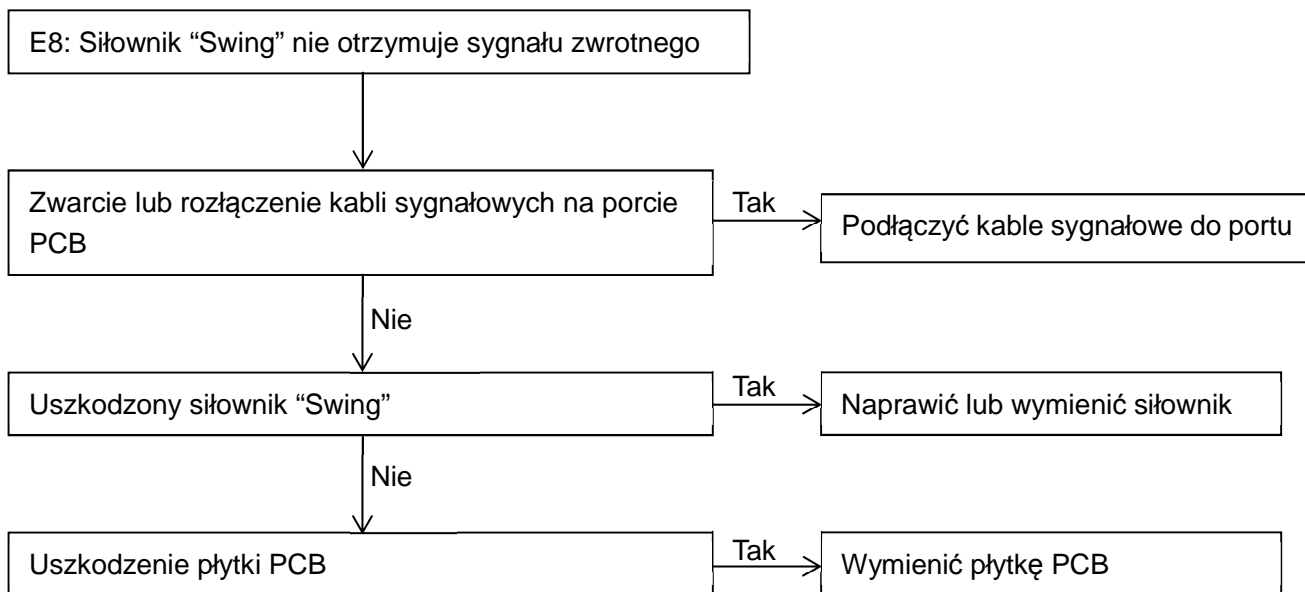 E8: Siłownik “Swing” nie otrzymuje sygnału zwrotnego
Zwarcie lub rozłączenie kabli sygnałowych na porcie
PCB
Tak
Podłączyć kable sygnałowe do portu
Nie
Uszkodzony siłownik “Swing”
Tak
Naprawić lub wymienić siłownik
Nie
Uszkodzenie płytki PCB
Tak
Wymienić płytkę PCB